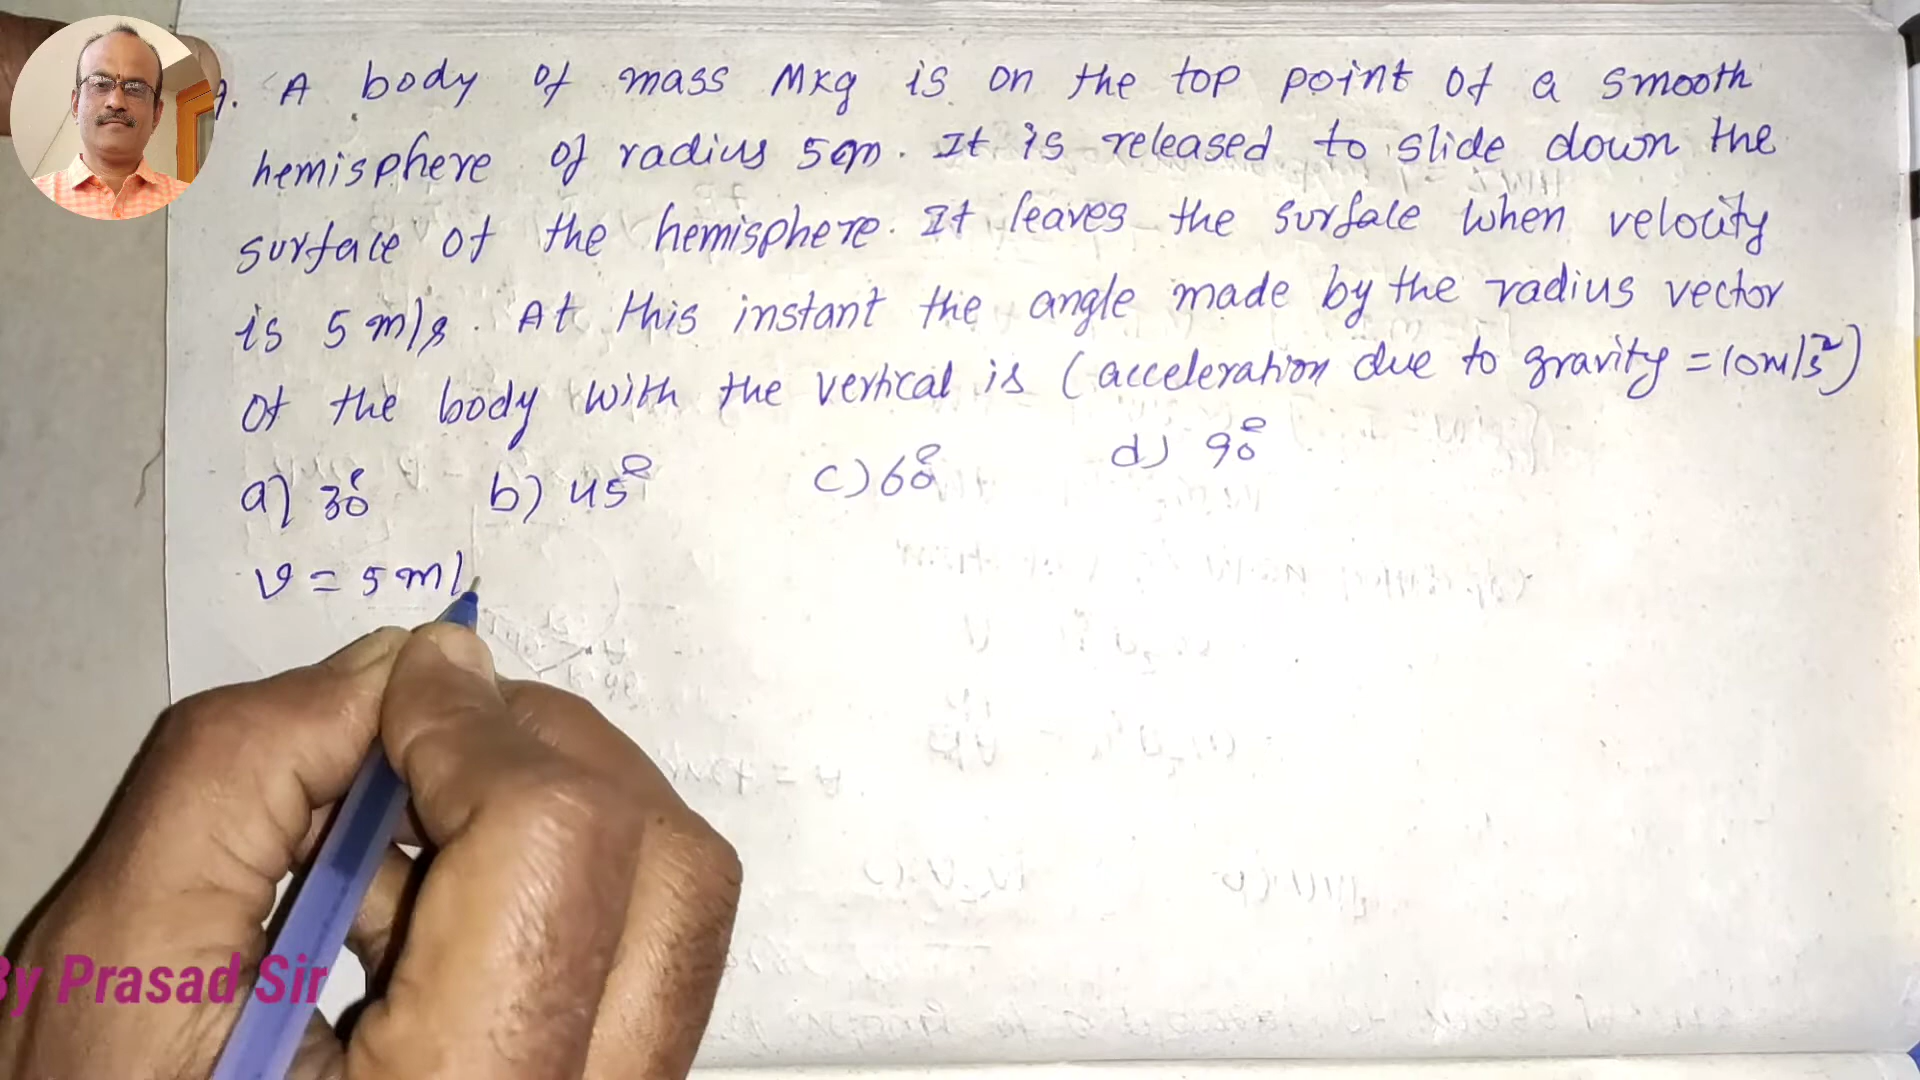 A body of mass Mkg is on the top point of a smooth
hemisphere of radius 5m. It is released to slide down the
surface of the hemisphere. It leaves the surface when velocity
is 5 m/s. At this instant the angle made by the radius vector
of the body with the vertical is (acceleration due to gravity = 10m/s²)
a) 30° b) 45° c) 60° d) 90°
v = 5 m/
By Prasad Sir